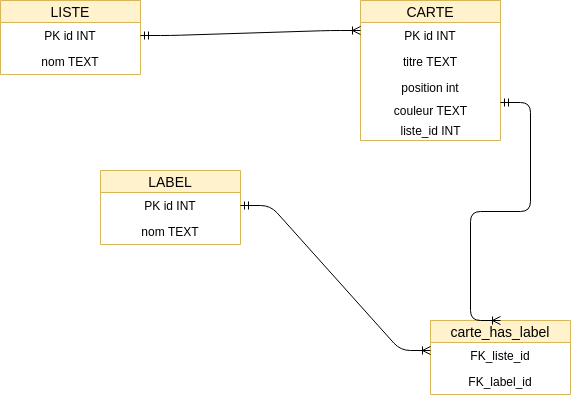 LISTE
PK id INT
nom TEXT
CARTE
PK id INT
titre TEXT
position int
couleur TEXT
liste_id INT
LABEL
PK id INT
nom TEXT
carte_has_label
FK_liste_id
FK_label_id